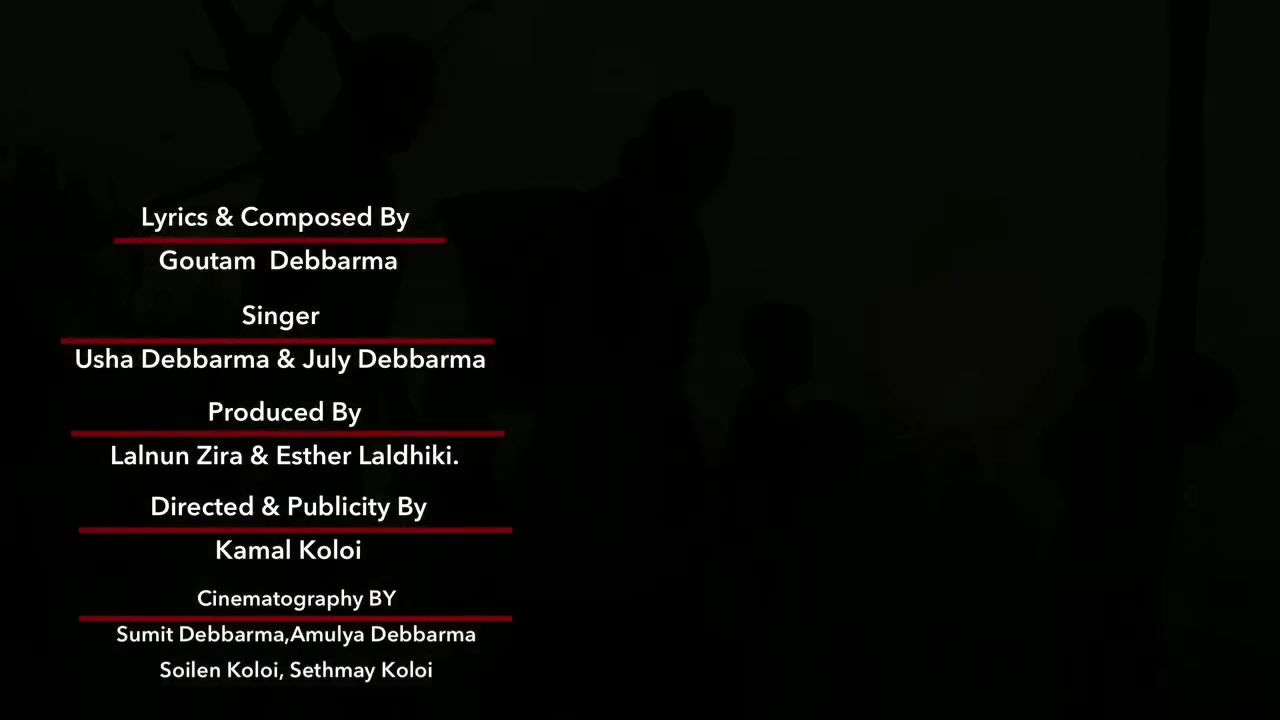 Lyrics & Composed By
Goutam  Debbarma
Singer
Usha Debbarma & July Debbarma
Produced By
Lalnun Zira & Esther Laldhiki.
Directed & Publicity By
Kamal Koloi
Cinematography BY
Sumit Debbarma,Amulya Debbarma
Soilen Koloi, Sethmay Koloi